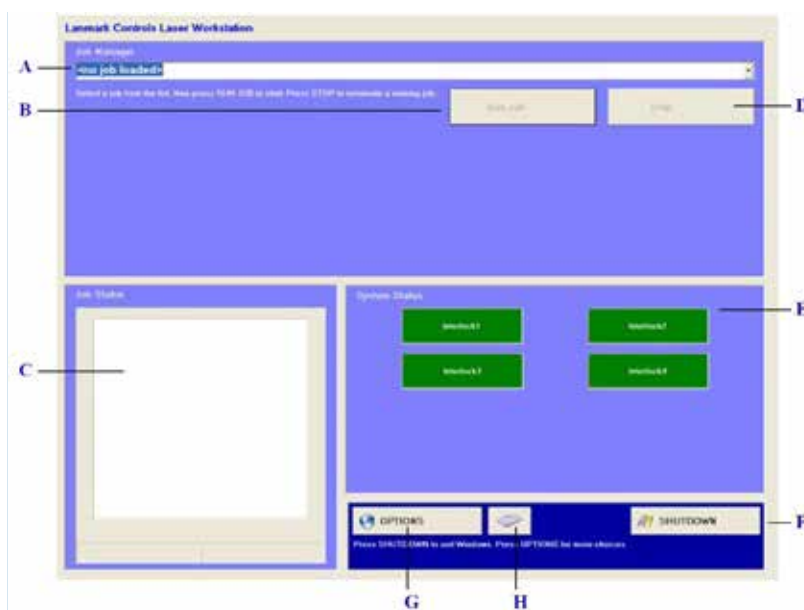 Lanmark Controls Laser Workstation
Job Manager
A
<no job loaded>
Select a job from the list, then press RUN JOB to start. Press STOP to terminate a running job.
B
RUN JOB
STOP
D
Job Status
System Status
E
Interlock1
Interlock2
C
Interlock3
Interlock4
OPTIONS
SHUTDOWN
F
Press SHUTDOWN to end Windows. Press OPTIONS for more choices.
G
H